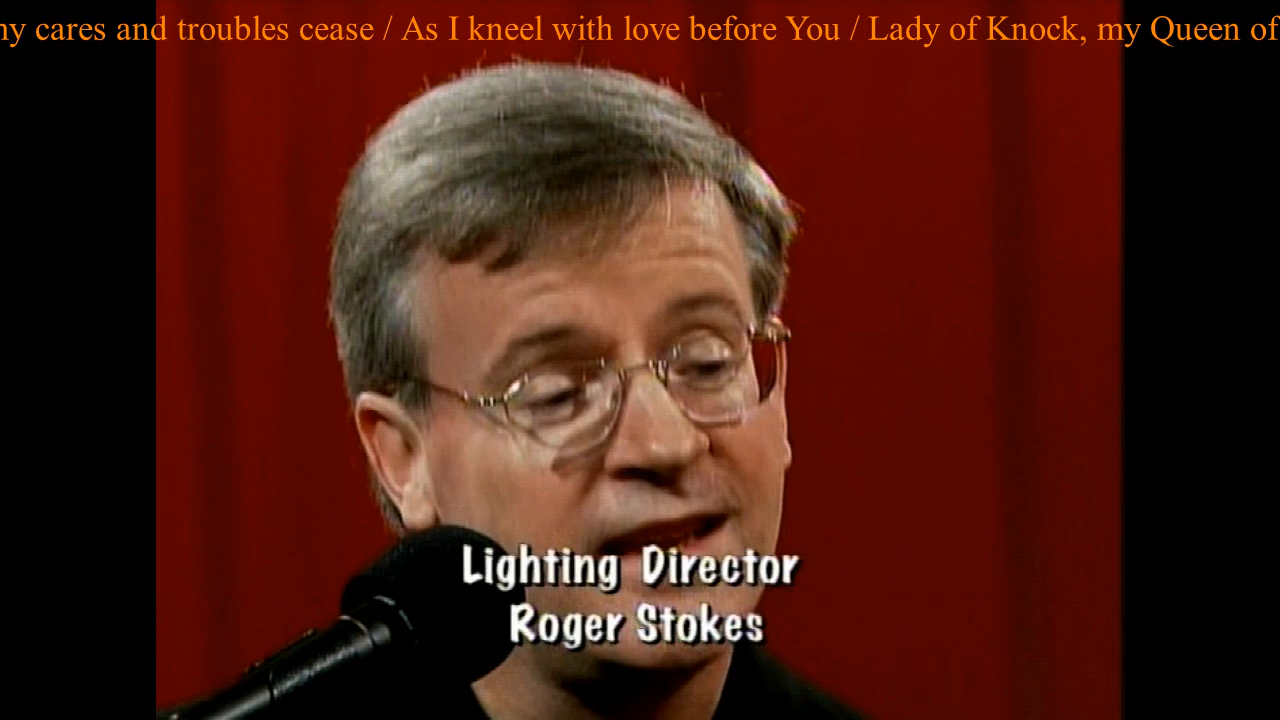 cares and troubles cease / As I kneel with love before You / Lady of Knock, my Queen of
Lighting Director
Roger Stokes